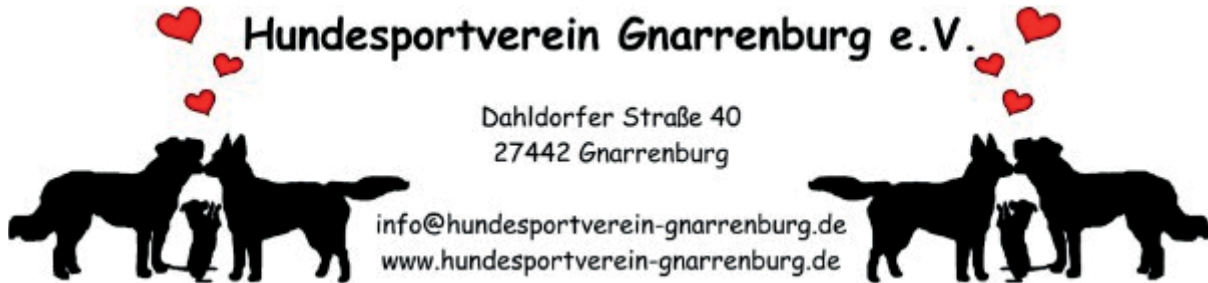 Hundesportverein Gnarrenburg e.V.
Dahldorfer Straße 40
27442 Gnarrenburg
info@hundesportverein-gnarrenburg.de
www.hundesportverein-gnarrenburg.de